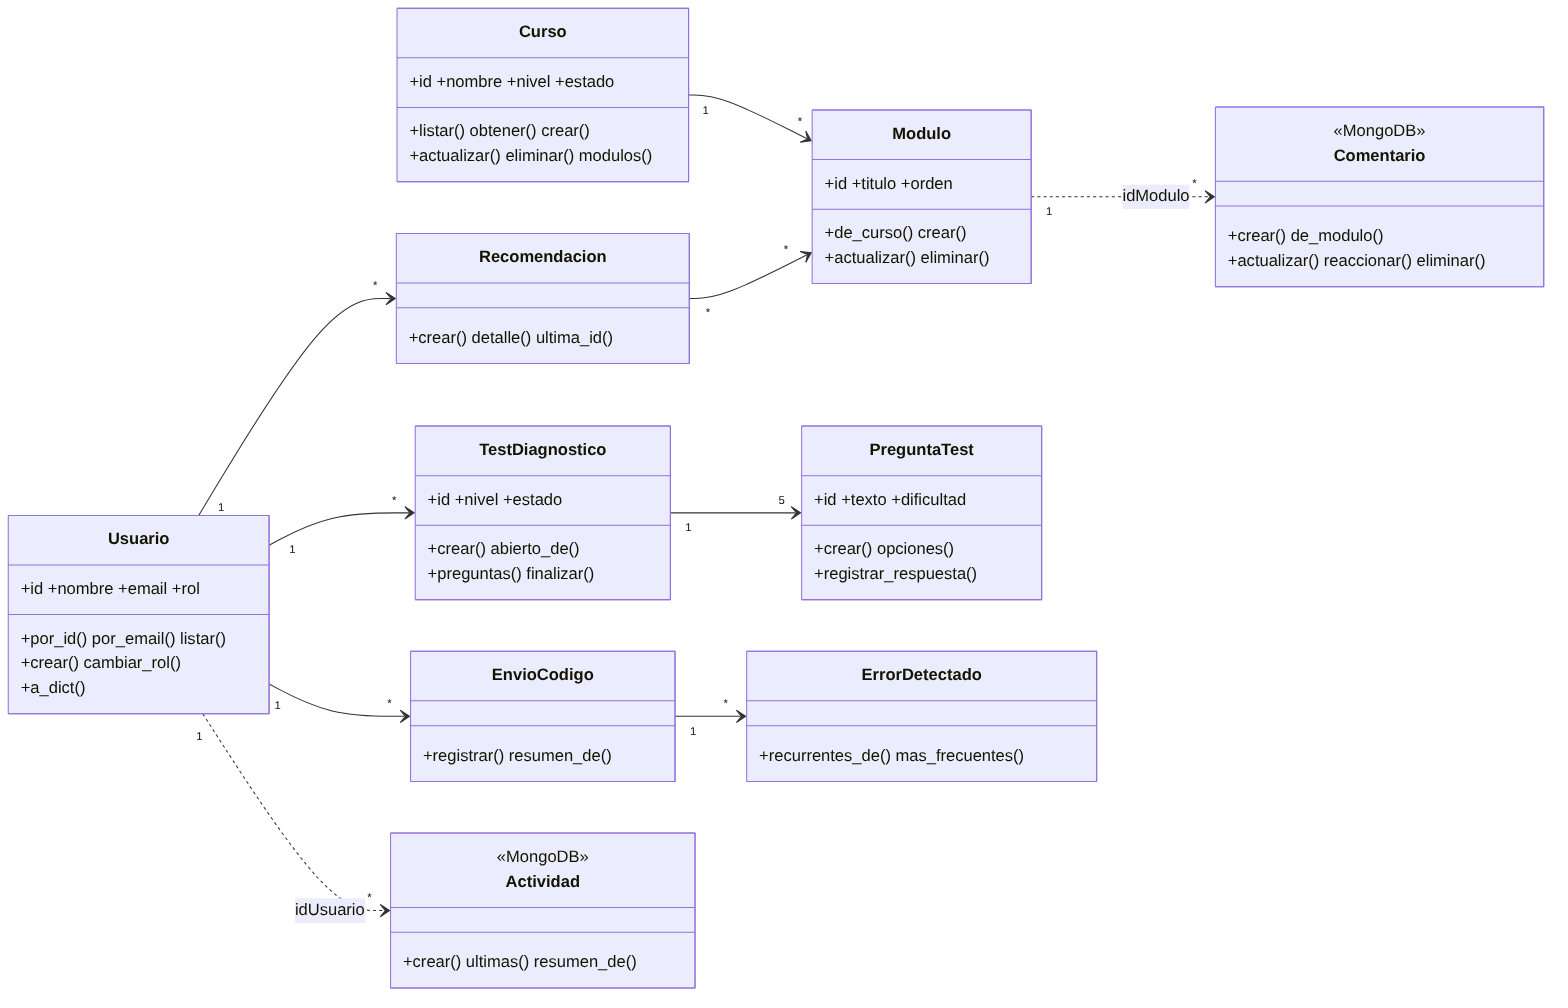 Curso
+id +nombre +nivel +estado
+listar() obtener() crear()
+actualizar() eliminar() modulos()
1
*
Modulo
+id +titulo +orden
+de_curso() crear()
+actualizar() eliminar()
1
idModulo
*
«MongoDB»
Comentario
+crear() de_modulo()
+actualizar() reaccionar() eliminar()
*
Recomendacion
+crear() detalle() ultima_id()
*
*
1
Usuario
+id +nombre +email +rol
+por_id() por_email() listar()
+crear() cambiar_rol()
+a_dict()
1
*
TestDiagnostico
+id +nivel +estado
+crear() abierto_de()
+preguntas() finalizar()
1
5
PreguntaTest
+id +texto +dificultad
+crear() opciones()
+registrar_respuesta()
1
*
EnvioCodigo
+registrar() resumen_de()
1
*
ErrorDetectado
+recurrentes_de() mas_frecuentes()
1
idUsuario
*
«MongoDB»
Actividad
+crear() ultimas() resumen_de()